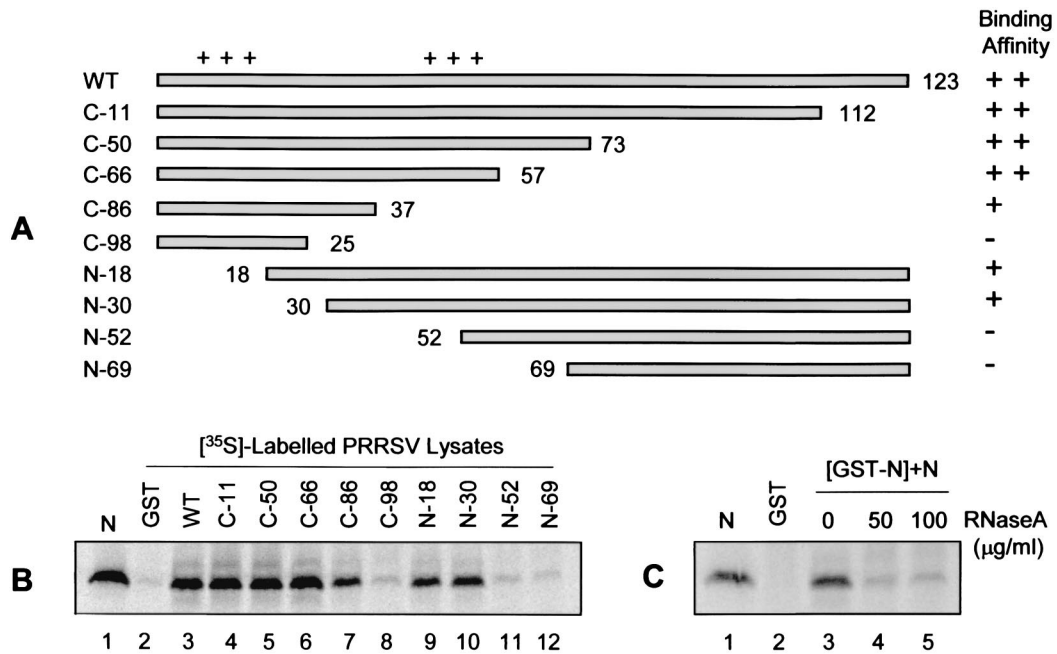 Binding
Affinity
+ + + + + +
WT 123 + +
C-11 112 + +
C-50 73 + +
C-66 57 + +
C-86 37 +
A
C-98 25 -
N-18 18 +
N-30 30 +
N-52 52 -
N-69 69 -
[³⁵S]-Labelled PRRSV Lysates
N GST WT C-11 C-50 C-66 C-86 C-98 N-18 N-30 N-52 N-69
B
1 2 3 4 5 6 7 8 9 10 11 12
[GST-N]+N
N GST 0 50 100 RNaseA
(µg/ml)
C
1 2 3 4 5